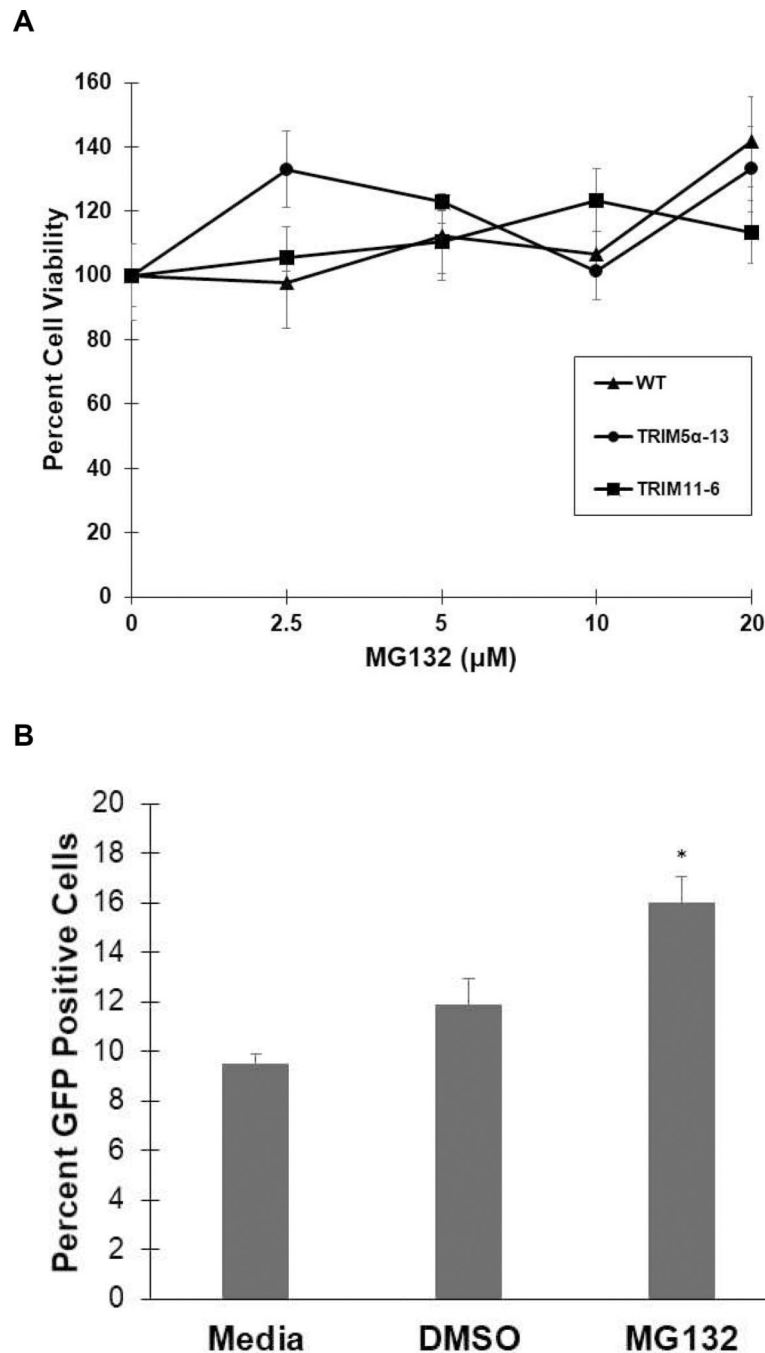 A
160
140
120
100
80
60
40
20
0
Percent Cell Viability
WT
TRIM5α-13
TRIM11-6
0 2.5 5 10 20
MG132 (µM)
B
20
18
16
14
12
10
8
6
4
2
0
Percent GFP Positive Cells
*
Media DMSO MG132